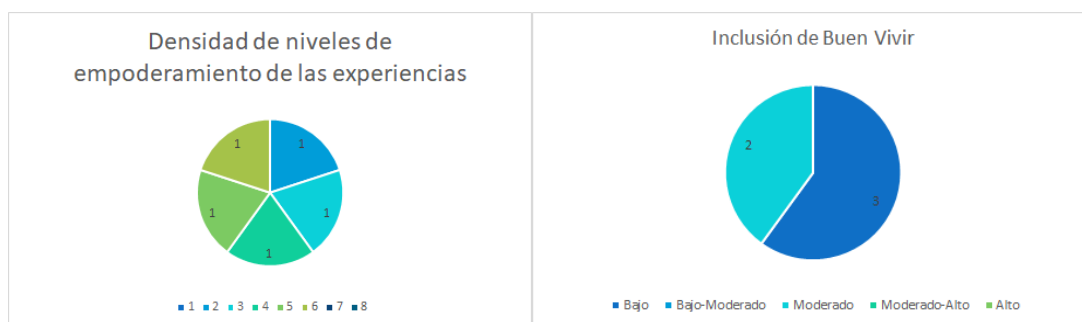 Densidad de niveles de
empoderamiento de las experiencias
1
1
1
1
1
1 2 3 4 5 6 7 8
Inclusión de Buen Vivir
2
3
Bajo Bajo-Moderado Moderado Moderado-Alto Alto